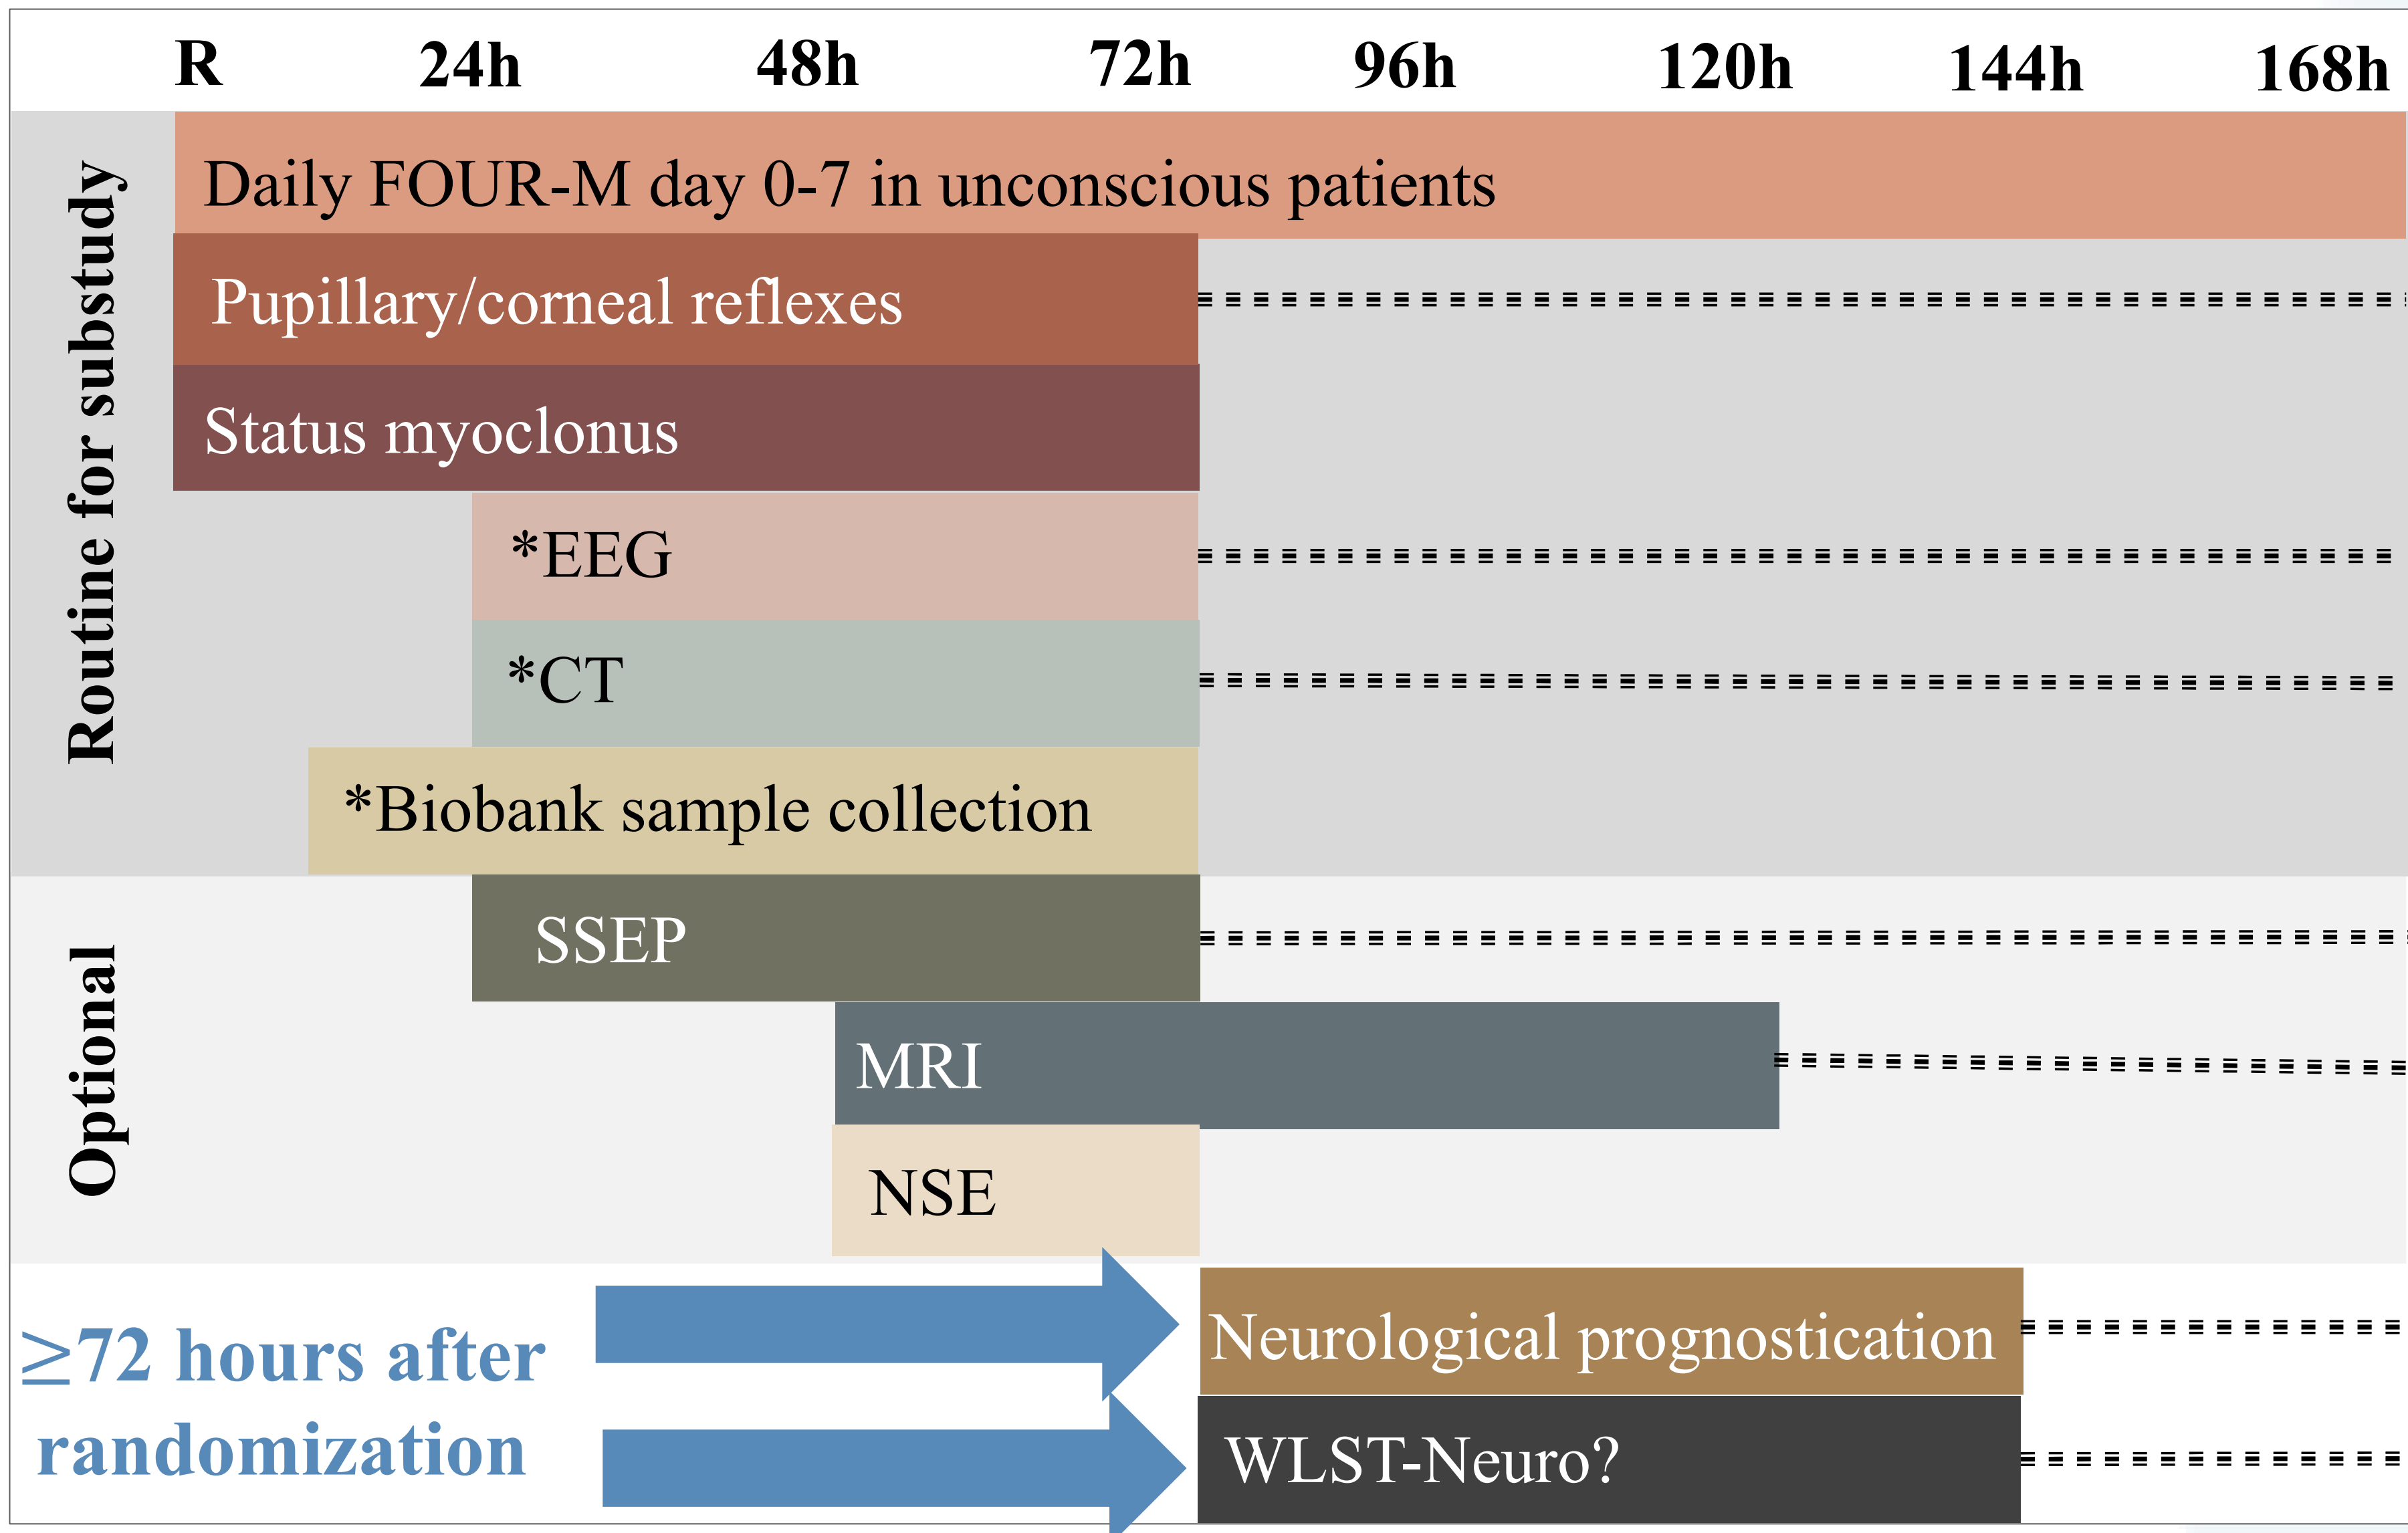 R 24h 48h 72h 96h 120h 144h 168h
Routine for substudy
Daily FOUR-M day 0-7 in unconscious patients
Pupillary/corneal reflexes
Status myoclonus
*EEG
*CT
*Biobank sample collection
Optional
SSEP
MRI
NSE
≥72 hours after
randomization
Neurological prognostication
WLST-Neuro?